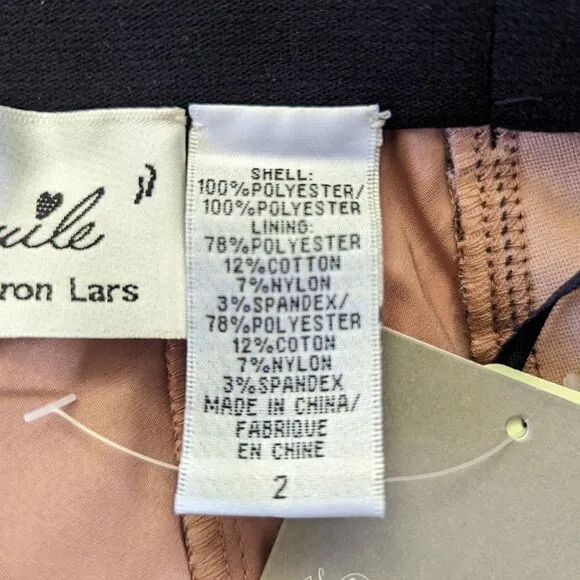 uile
ron Lars
SHELL:
100%POLYESTER/
100%POLYESTER
LINING:
78%POLYESTER
12%COTTON
7%NYLON
3%SPANDEX/
78%POLYESTER
12%COTON
7%NYLON
3%SPANDEX
MADE IN CHINA/
FABRIQUE
EN CHINE
2